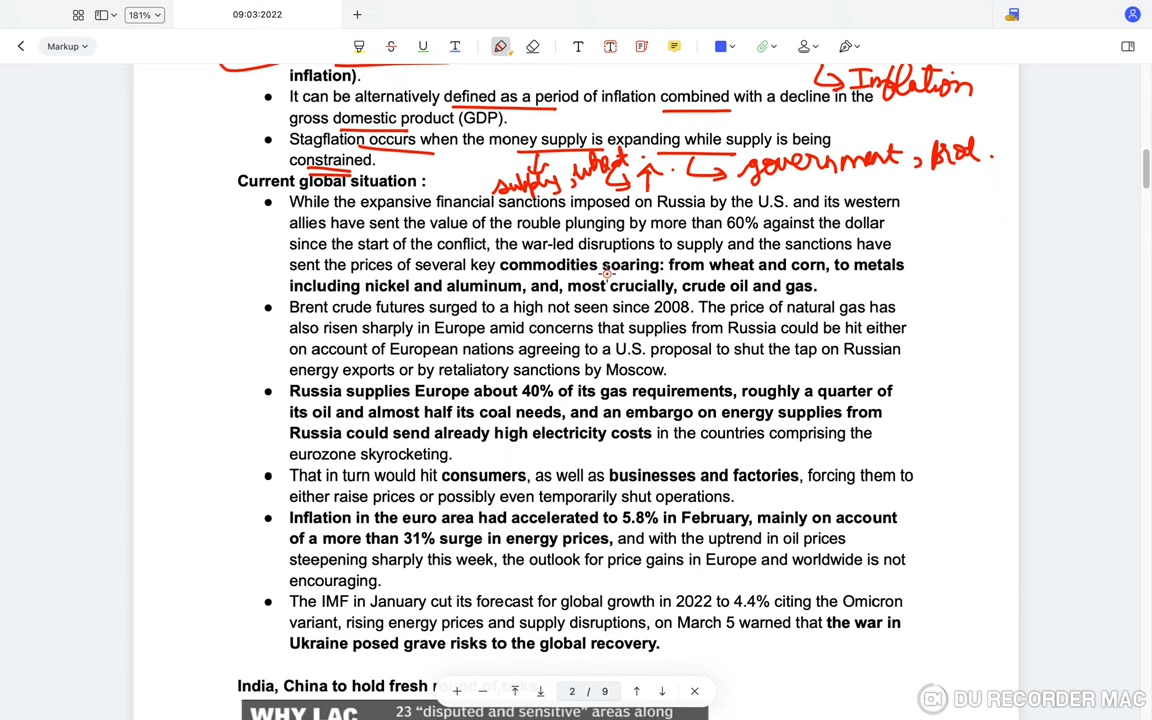 181%
09:03:2022
Markup
Inflation
inflation).
It can be alternatively defined as a period of inflation combined with a decline in the
gross domestic product (GDP).
Stagflation occurs when the money supply is expanding while supply is being
constrained.
supply,
government,
Current global situation :
While the expansive financial sanctions imposed on Russia by the U.S. and its western
allies have sent the value of the rouble plunging by more than 60% against the dollar
since the start of the conflict, the war-led disruptions to supply and the sanctions have
sent the prices of several key commodities soaring: from wheat and corn, to metals
including nickel and aluminum, and, most crucially, crude oil and gas.
Brent crude futures surged to a high not seen since 2008. The price of natural gas has
also risen sharply in Europe amid concerns that supplies from Russia could be hit either
on account of European nations agreeing to a U.S. proposal to shut the tap on Russian
energy exports or by retaliatory sanctions by Moscow.
Russia supplies Europe about 40% of its gas requirements, roughly a quarter of
its oil and almost half its coal needs, and an embargo on energy supplies from
Russia could send already high electricity costs in the countries comprising the
eurozone skyrocketing.
That in turn would hit consumers, as well as businesses and factories, forcing them to
either raise prices or possibly even temporarily shut operations.
Inflation in the euro area had accelerated to 5.8% in February, mainly on account
of a more than 31% surge in energy prices, and with the uptrend in oil prices
steepening sharply this week, the outlook for price gains in Europe and worldwide is not
encouraging.
The IMF in January cut its forecast for global growth in 2022 to 4.4% citing the Omicron
variant, rising energy prices and supply disruptions, on March 5 warned that the war in
Ukraine posed grave risks to the global recovery.
India, China to hold fresh
2 / 9
WHY LAC
23 "disputed and sensitive" areas along
DU RECORDER MAC